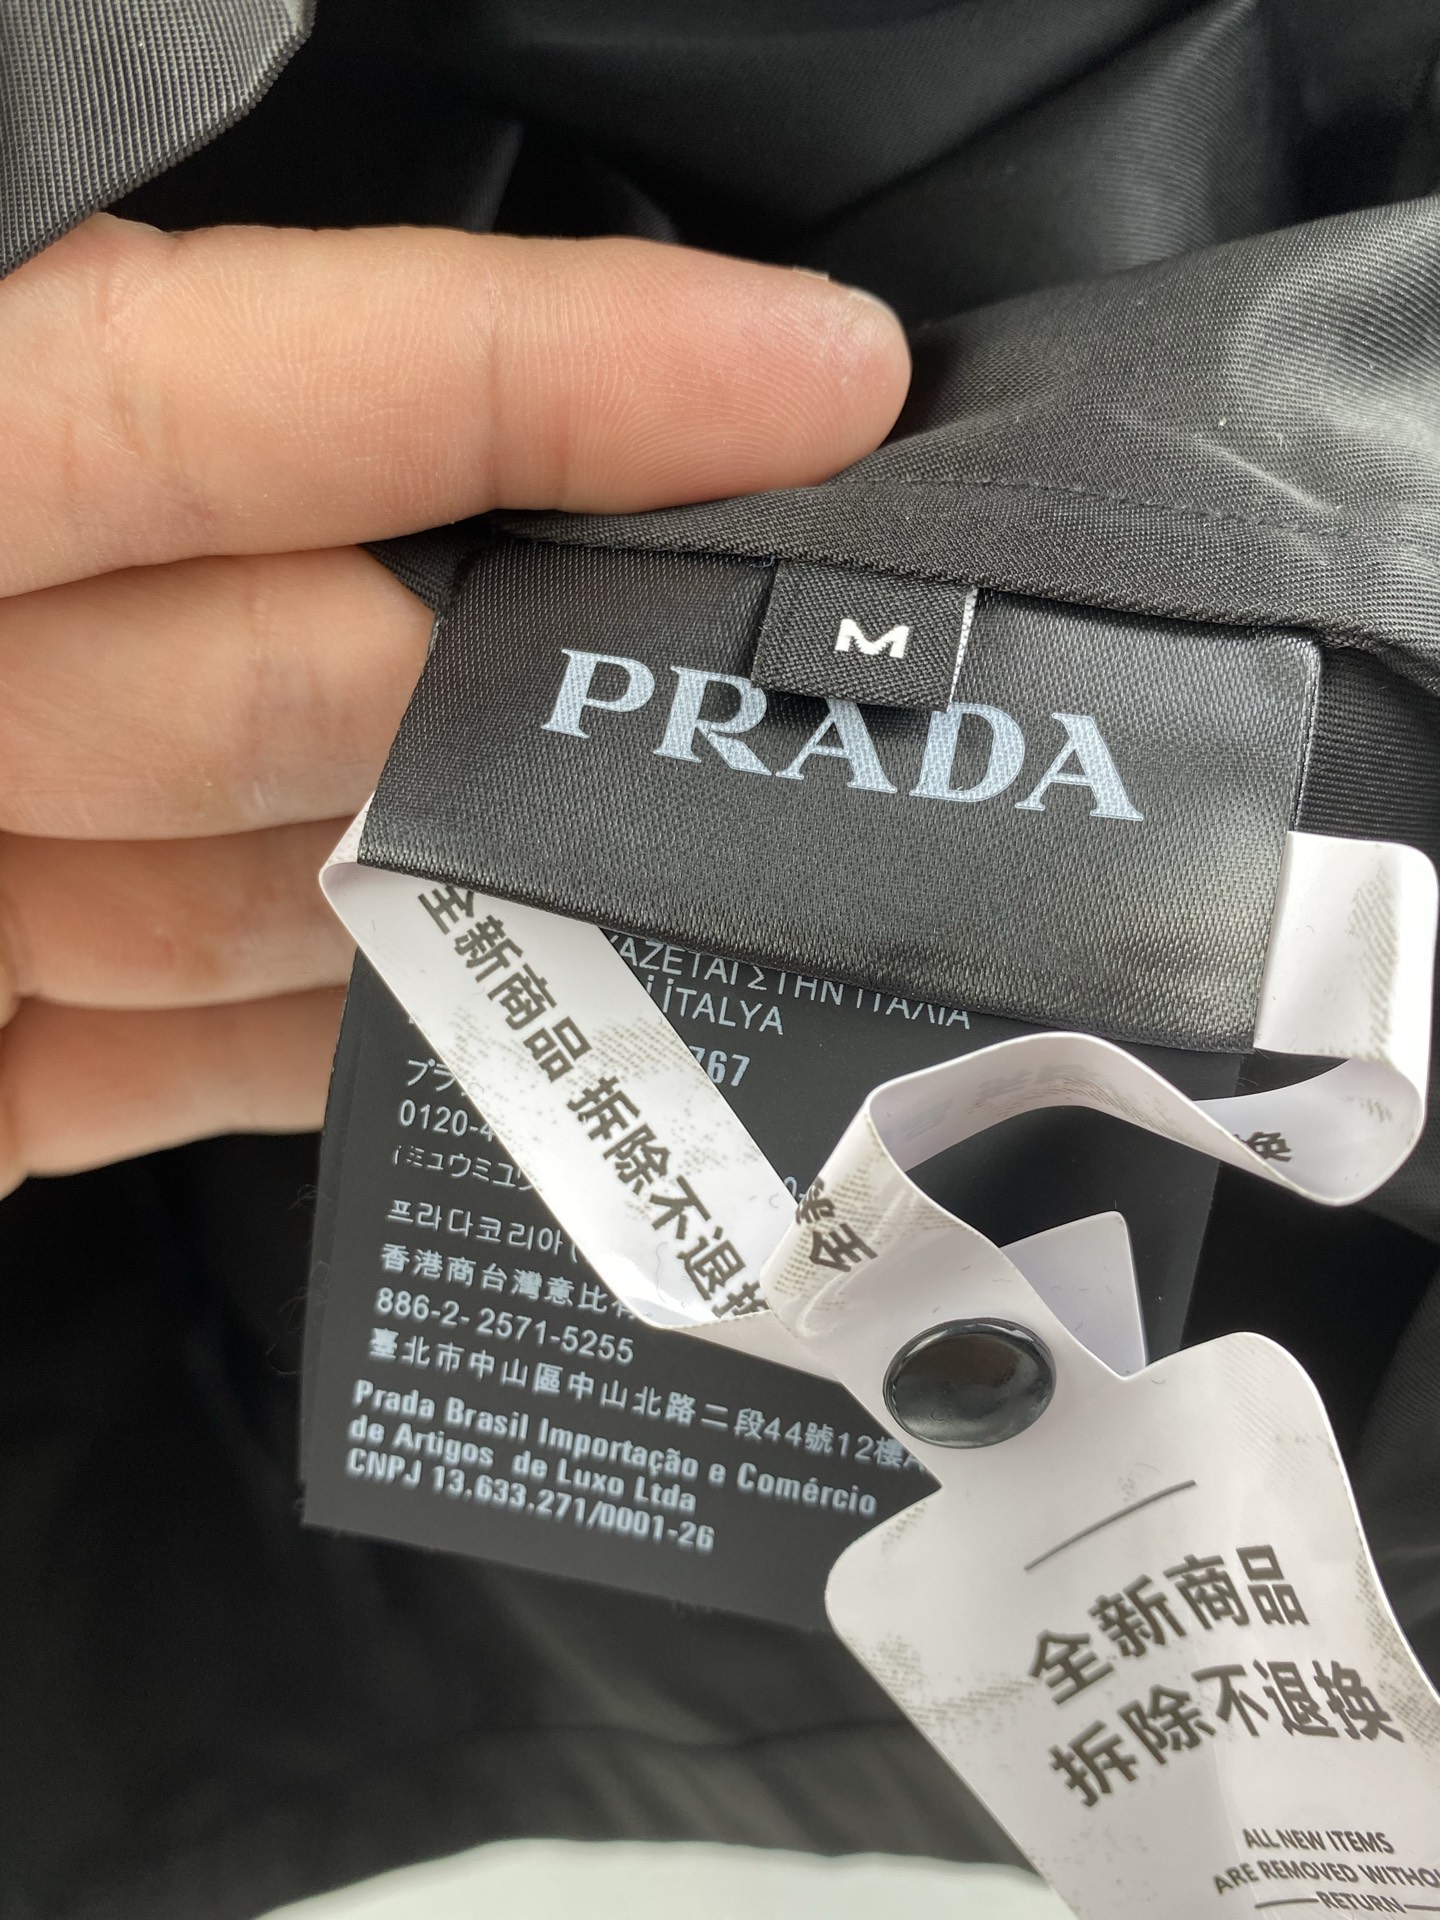 M
PRADA
ΣΤΗΝ ΙΤΑΛΙΑ
İTALYA
767
プラ
0120-4
프라다코리아
香港商台灣意比
886-2-2571-5255
臺北市中山區中山北路二段44號12樓
Prada Brasil Importação e Comércio
de Artigos de Luxo Ltda
CNPJ 13.633.271/0001-26
全新商品 拆除不退换
全新
全新商品
拆除不退换
ALL NEW ITEMS
ARE REMOVED
RETURN